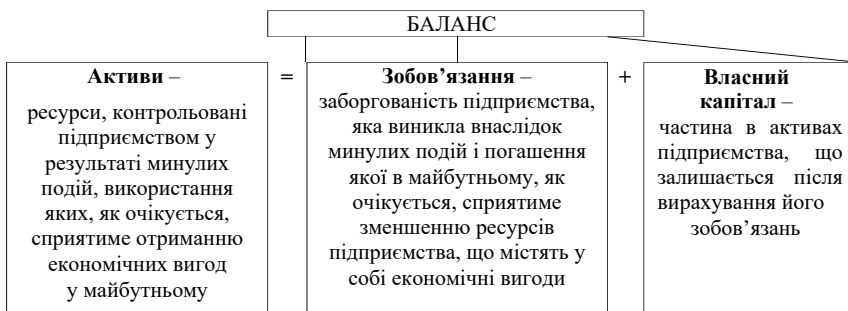 БАЛАНС
Активи –
ресурси, контрольовані
підприємством у
результаті минулих
подій, використання
яких, як очікується,
сприятиме отриманню
економічних вигод
у майбутньому
=
Зобов’язання –
заборгованість підприємства,
яка виникла внаслідок
минулих подій і погашення
якої в майбутньому, як
очікується, сприятиме
зменшенню ресурсів
підприємства, що містять у
собі економічні вигоди
+
Власний
капітал –
частина в активах
підприємства, що
залишається після
вирахування його
зобов’язань